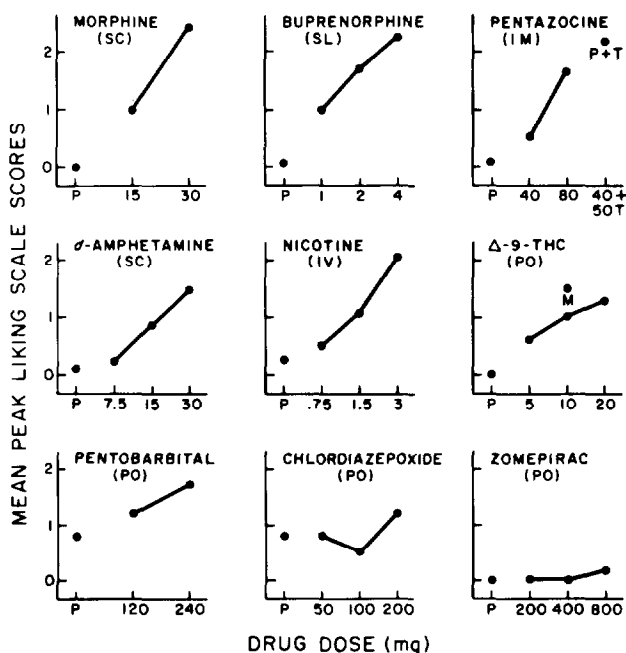 MEAN PEAK LIKING SCALE SCORES
MORPHINE
(SC)
2
1
0
P 15 30
BUPRENORPHINE
(SL)
P 1 2 4
PENTAZOCINE
(IM)
P+T
P 40 80 40+
50T
d-AMPHETAMINE
(SC)
2
1
0
P 7.5 15 30
NICOTINE
(IV)
P .75 1.5 3
Δ-9-THC
(PO)
M
P 5 10 20
PENTOBARBITAL
(PO)
2
1
0
P 120 240
CHLORDIAZEPOXIDE
(PO)
P 50 100 200
ZOMEPIRAC
(PO)
P 200 400 800
DRUG DOSE (mg)